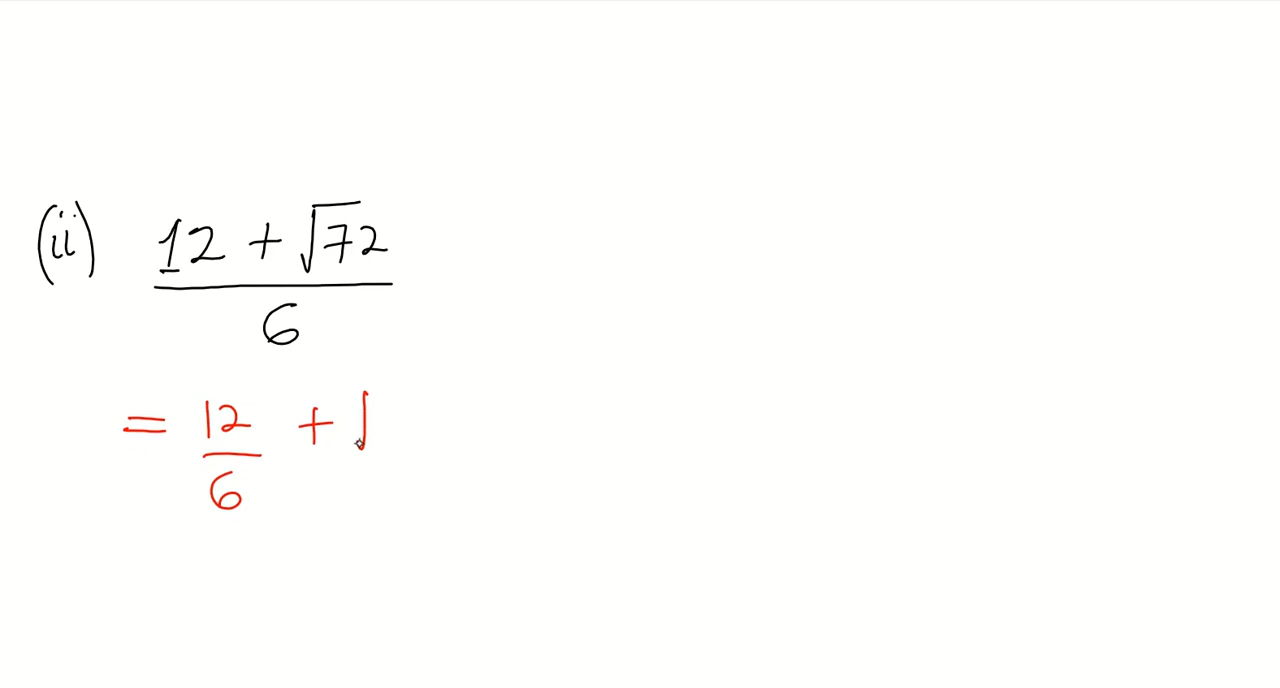 (ii) 12 + √72
6
= 12 + √
6